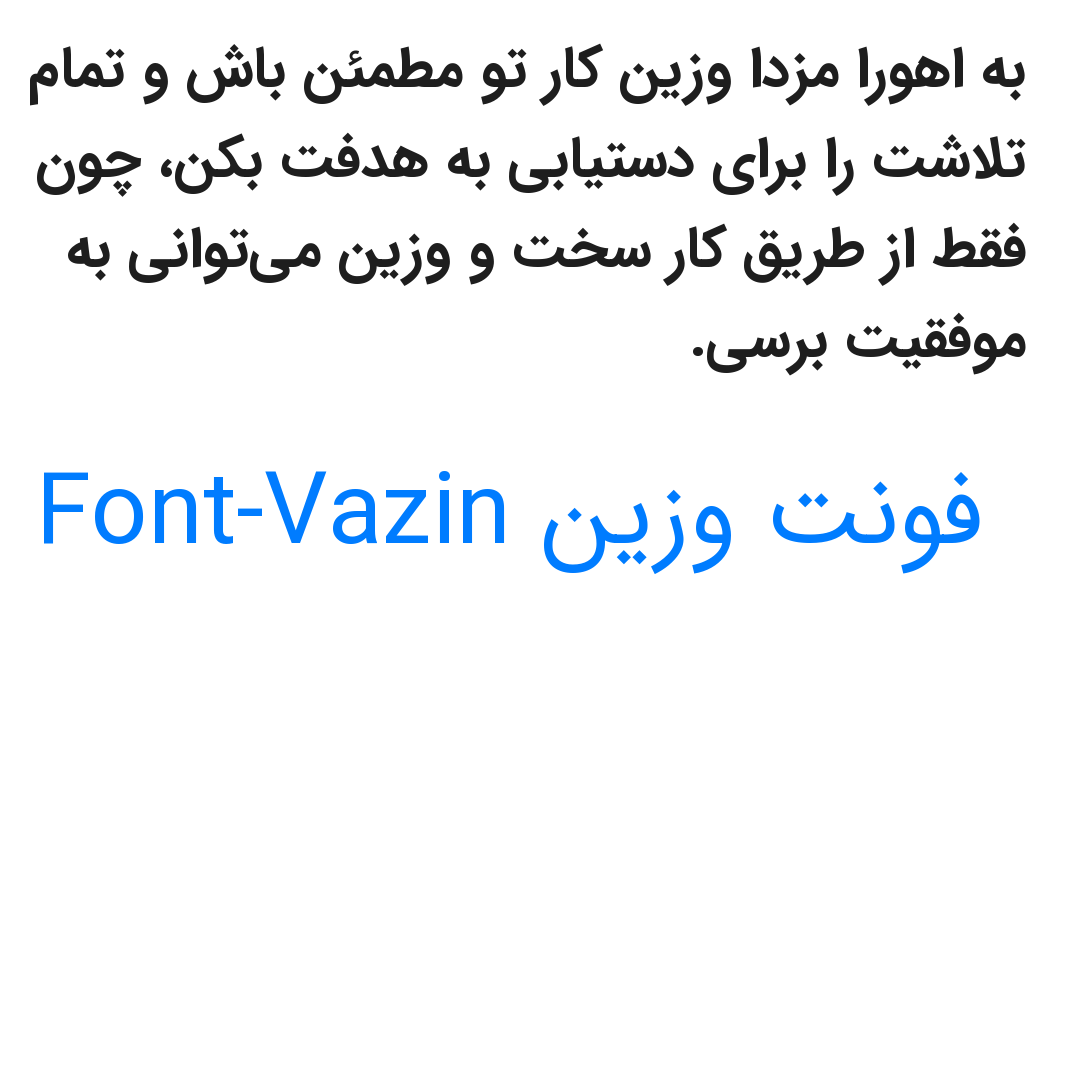 به اهورا مزدا وزین کار تو مطمئن باش و تمام
تلاشت را برای دستیابی به هدفت بکن، چون
فقط از طریق کار سخت و وزین می‌توانی به
موفقیت برسی.
فونت وزین Font-Vazin